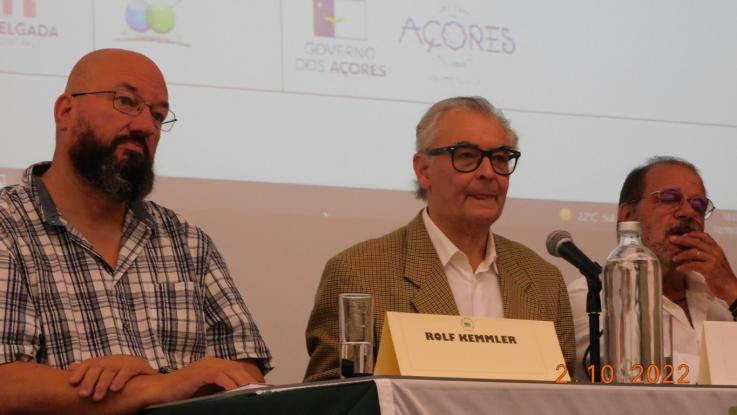 ELGADA
GOVERNO
DOS AÇORES
AÇORES
22°C
ROLF KEMMLER
2.10.2022